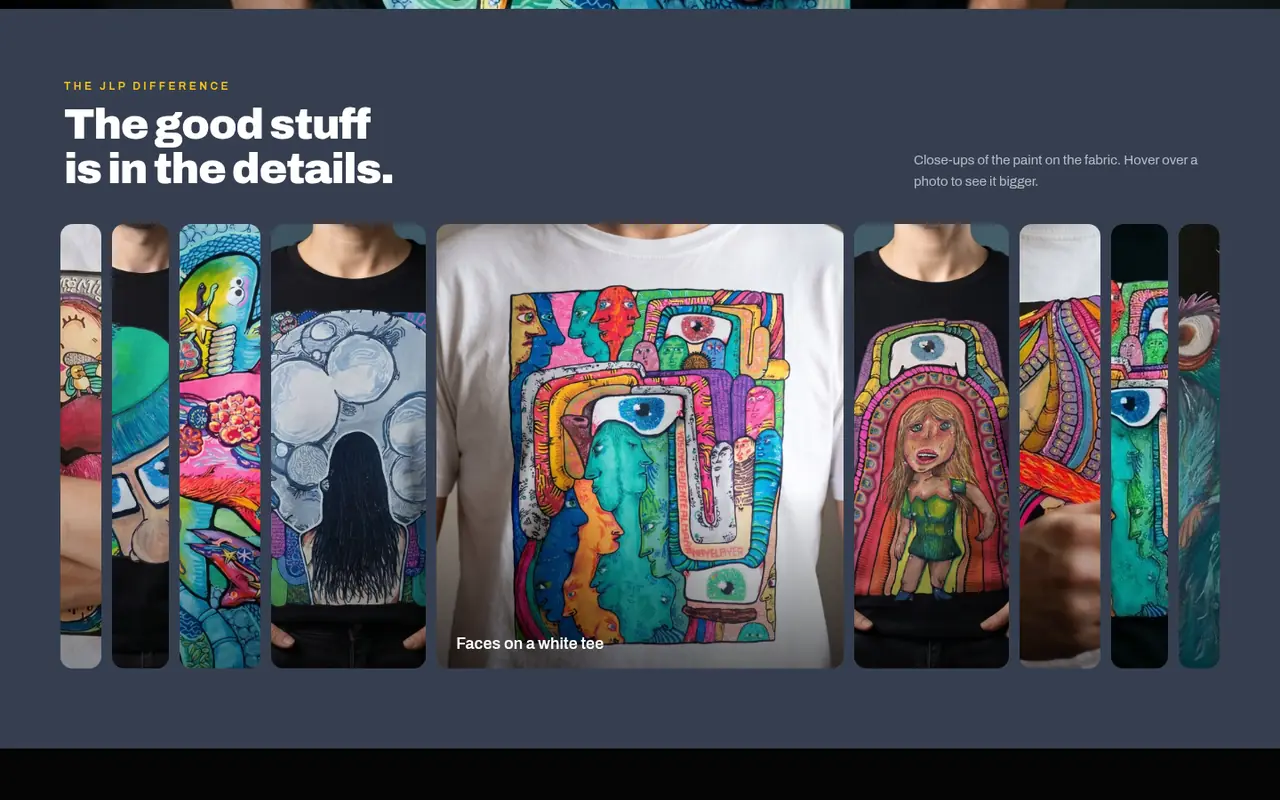 THE JLP DIFFERENCE
The good stuff
is in the details.
Close-ups of the paint on the fabric. Hover over a
photo to see it bigger.
Faces on a white tee